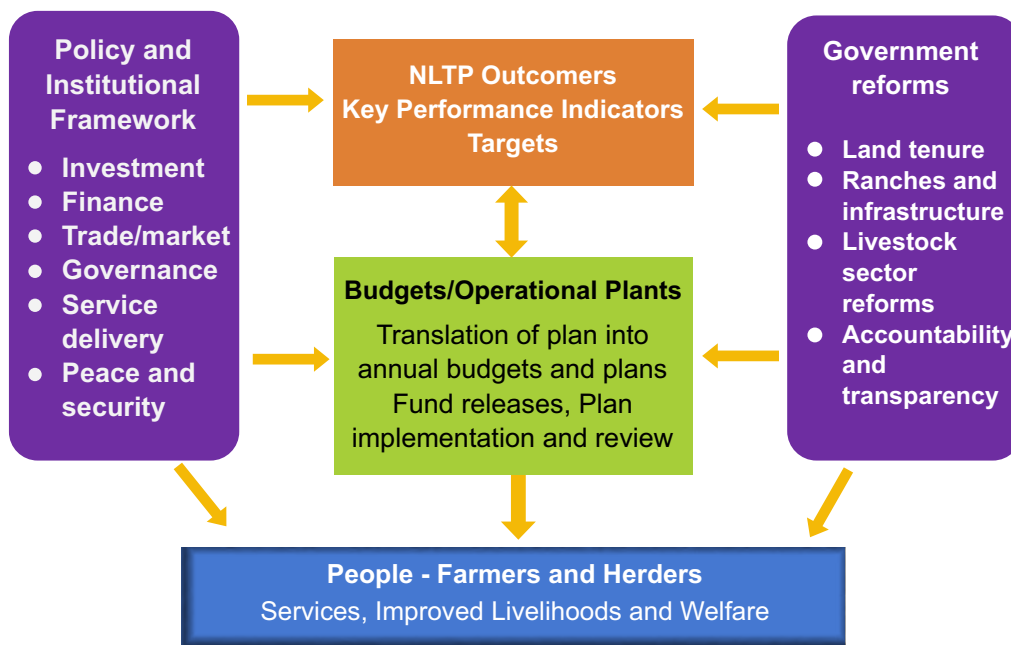 Policy and
Institutional
Framework
● Investment
● Finance
● Trade/market
● Governance
● Service
delivery
● Peace and
security
NLTP Outcomers
Key Performance Indicators
Targets
Budgets/Operational Plants
Translation of plan into
annual budgets and plans
Fund releases, Plan
implementation and review
Government
reforms
● Land tenure
● Ranches and
infrastructure
● Livestock
sector
reforms
● Accountability
and
transparency
People - Farmers and Herders
Services, Improved Livelihoods and Welfare